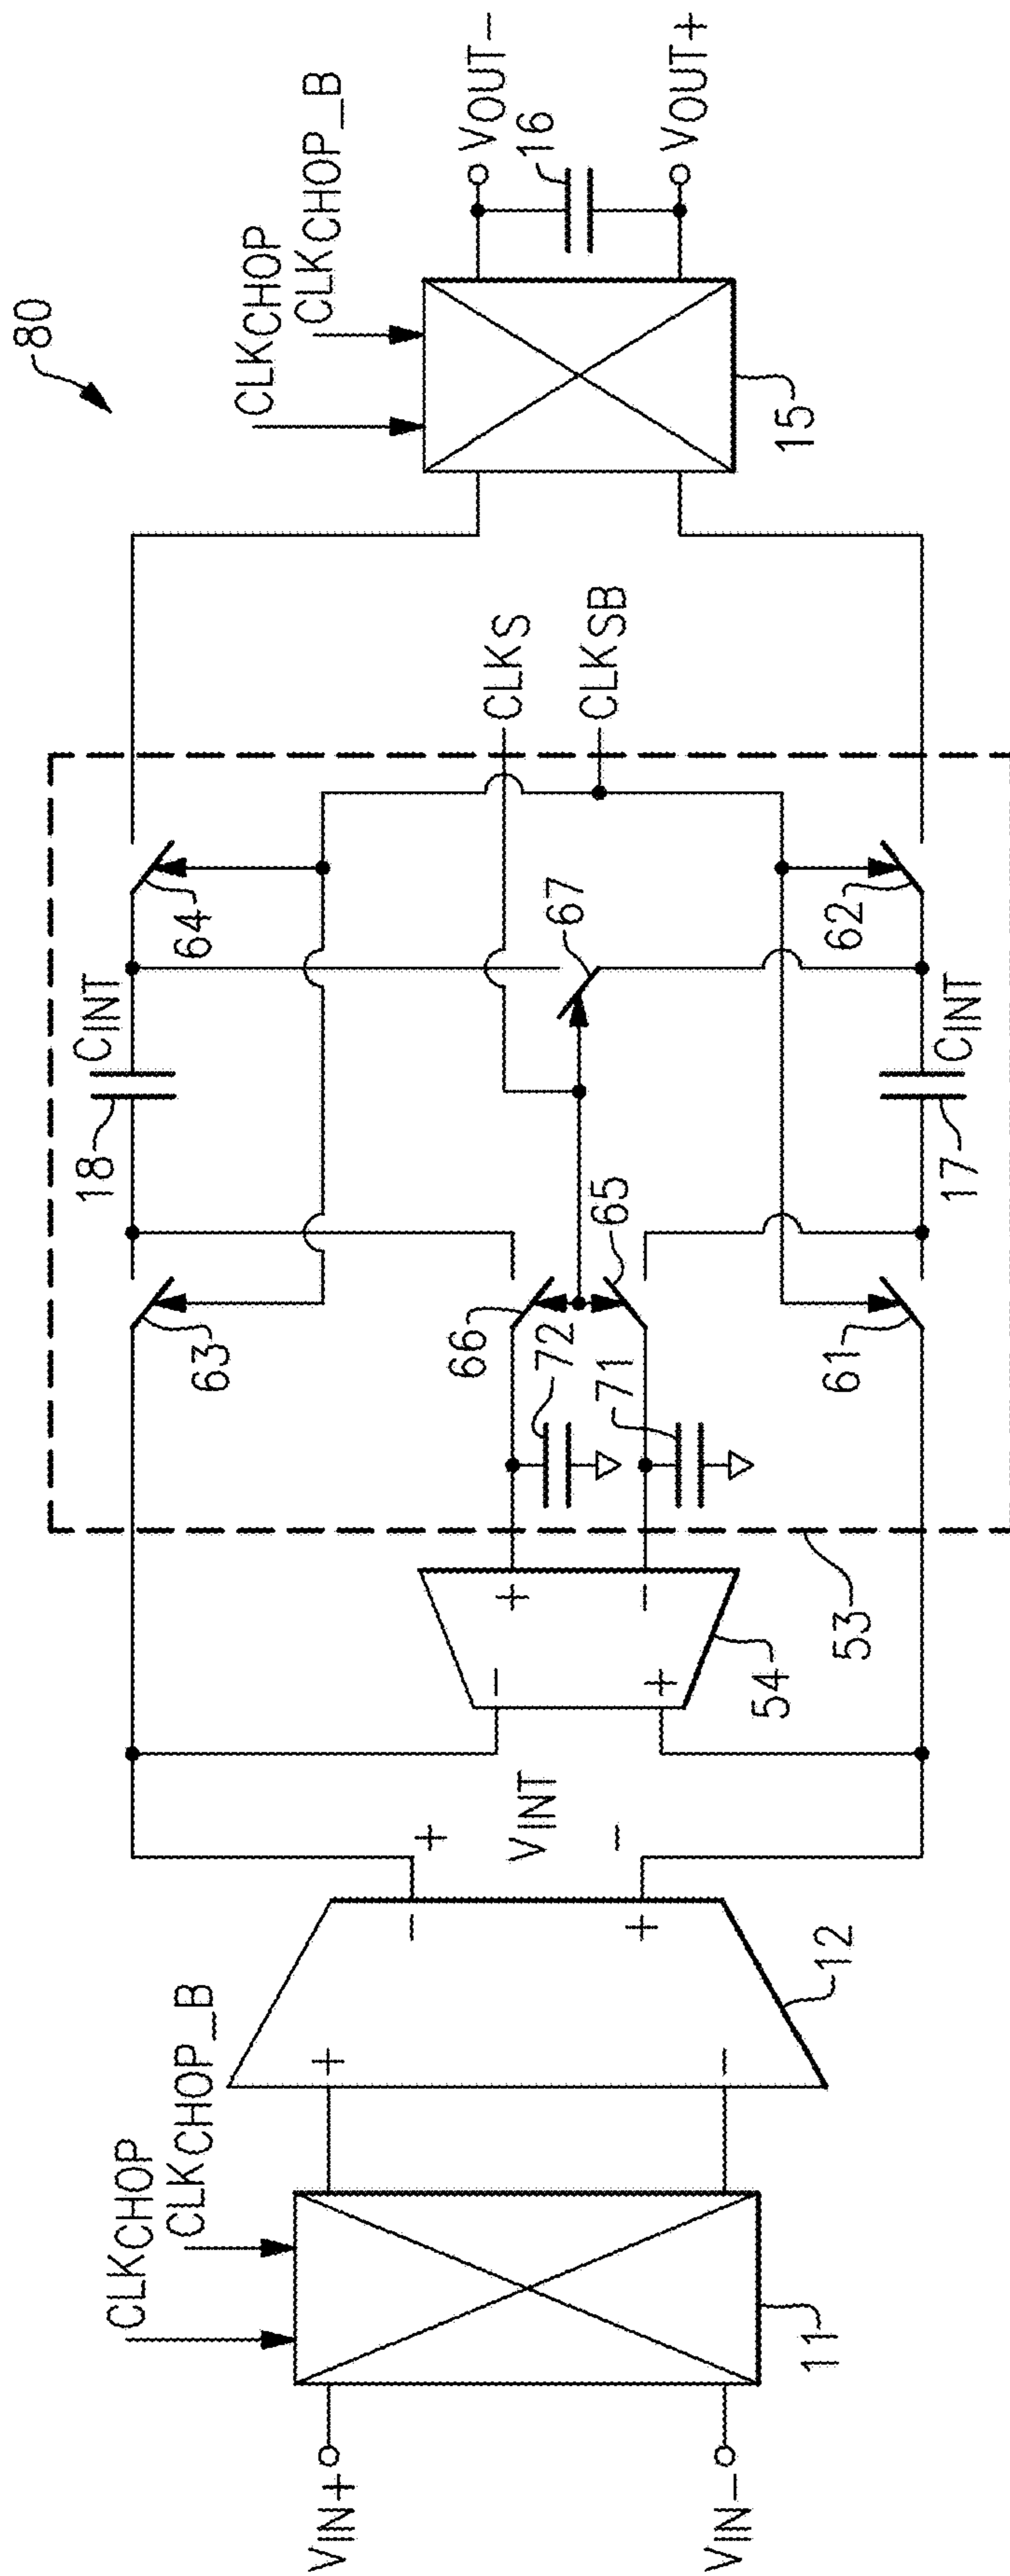 80
CLKCHOP
CLKCHOP_B
CLKCHOP
CLKCHOP_B
VIN+
VIN−
11
+
−
12
−
+
+
VINT
−
−
+
+
−
54
53
63
18
CINT
64
66
72
71
65
67
61
17
CINT
62
CLKS
CLKSB
15
16
VOUT−
VOUT+